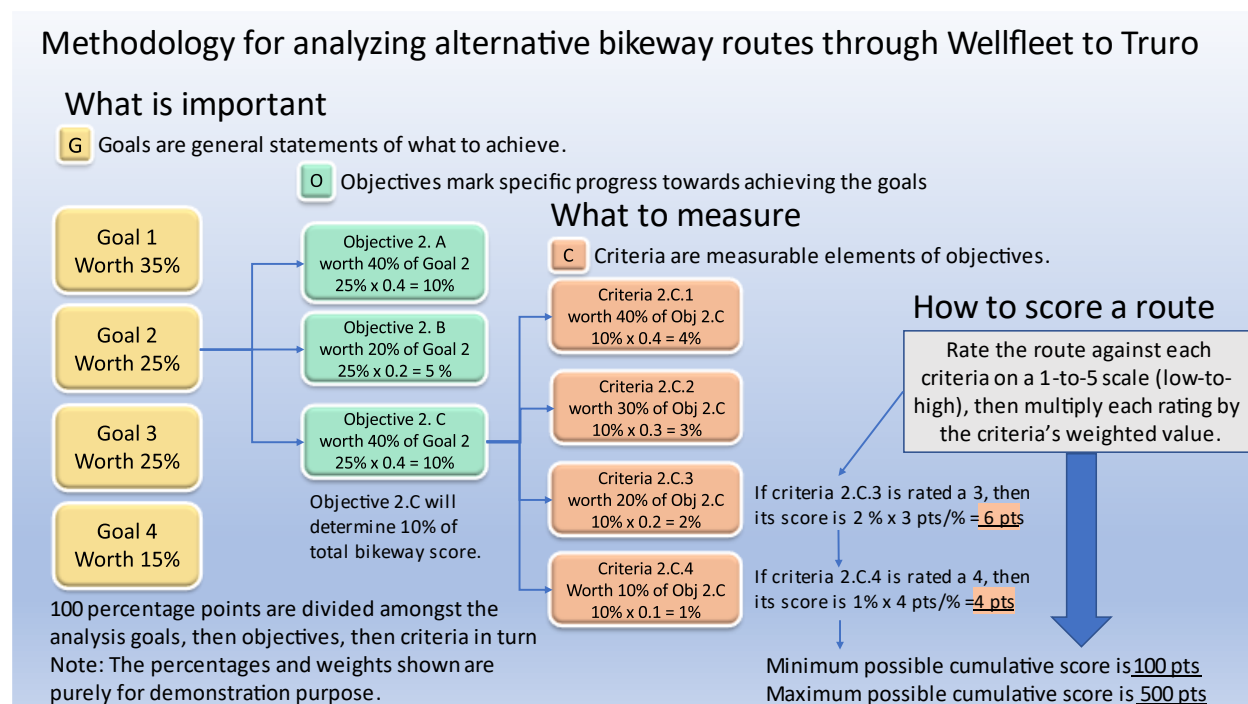 Methodology for analyzing alternative bikeway routes through Wellfleet to Truro
What is important
G Goals are general statements of what to achieve.
O Objectives mark specific progress towards achieving the goals
What to measure
C Criteria are measurable elements of objectives.
Goal 1
Worth 35%
Goal 2
Worth 25%
Goal 3
Worth 25%
Goal 4
Worth 15%
Objective 2. A
worth 40% of Goal 2
25% x 0.4 = 10%
Objective 2. B
worth 20% of Goal 2
25% x 0.2 = 5 %
Objective 2. C
worth 40% of Goal 2
25% x 0.4 = 10%
Objective 2.C will
determine 10% of
total bikeway score.
Criteria 2.C.1
worth 40% of Obj 2.C
10% x 0.4 = 4%
Criteria 2.C.2
worth 30% of Obj 2.C
10% x 0.3 = 3%
Criteria 2.C.3
worth 20% of Obj 2.C
10% x 0.2 = 2%
Criteria 2.C.4
Worth 10% of Obj 2.C
10% x 0.1 = 1%
How to score a route
Rate the route against each
criteria on a 1-to-5 scale (low-to-
high), then multiply each rating by
the criteria's weighted value.
If criteria 2.C.3 is rated a 3, then
its score is 2 % x 3 pts/% = 6 pts
If criteria 2.C.4 is rated a 4, then
its score is 1% x 4 pts/% =4 pts
100 percentage points are divided amongst the
analysis goals, then objectives, then criteria in turn
Note: The percentages and weights shown are
purely for demonstration purpose.
Minimum possible cumulative score is 100 pts
Maximum possible cumulative score is 500 pts